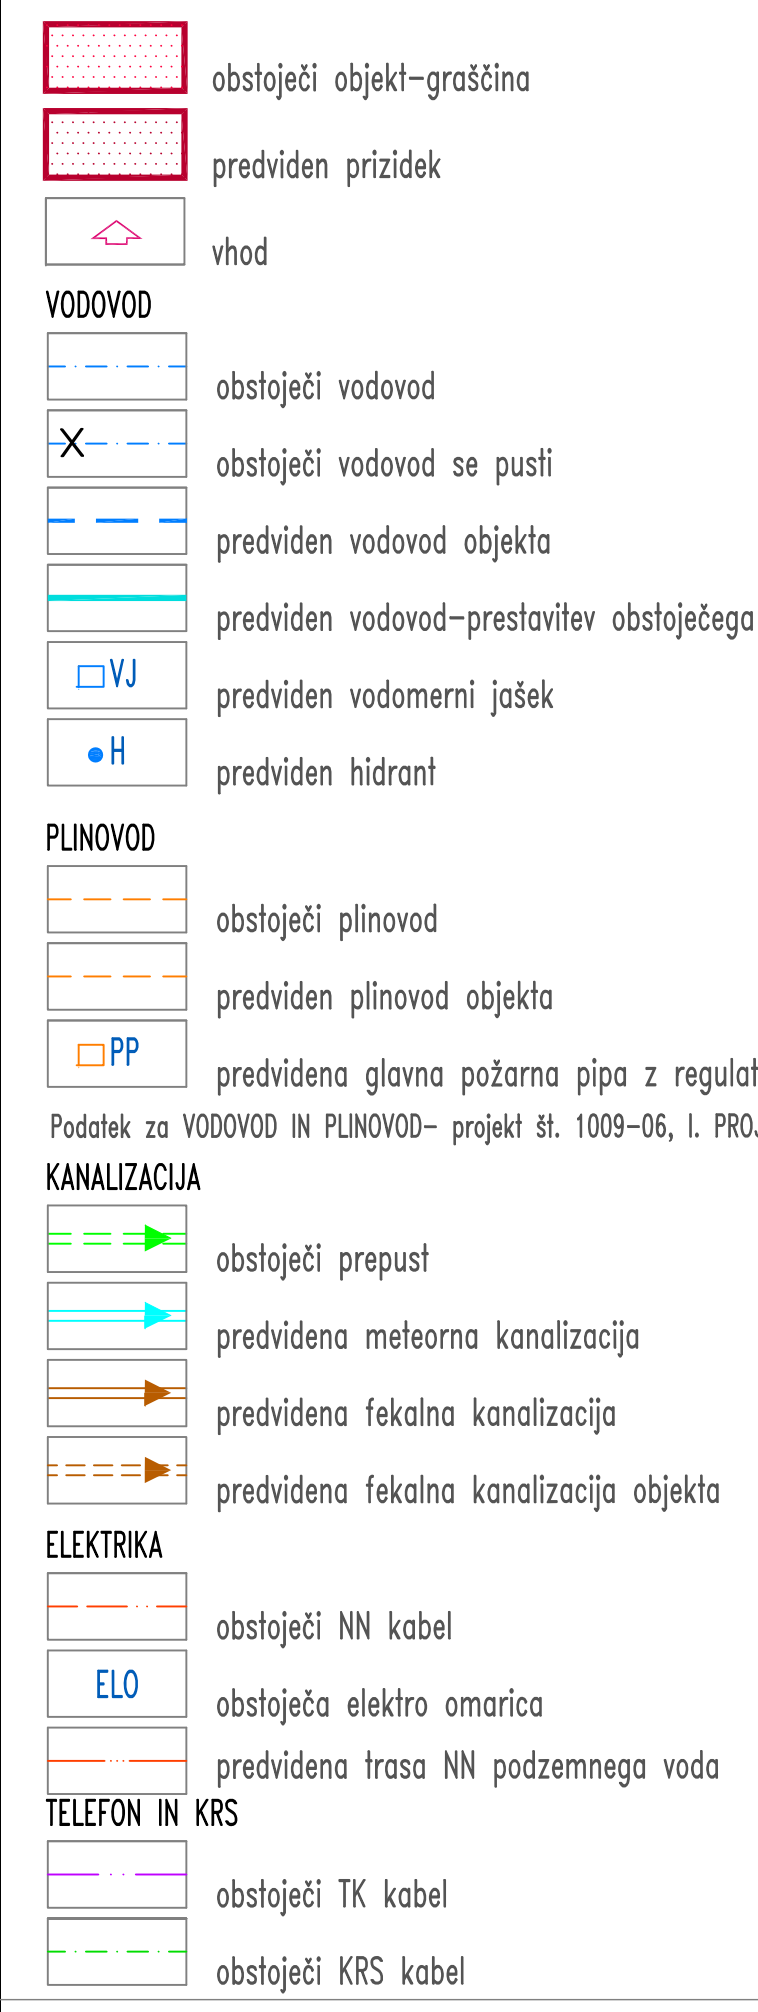 obstoječi objekt-graščina
predviden prizidek
vhod
VODOVOD
obstoječi vodovod
X obstoječi vodovod se pusti
predviden vodovod objekta
predviden vodovod-prestavitev obstoječega
VJ predviden vodomerni jašek
H predviden hidrant
PLINOVOD
obstoječi plinovod
predviden plinovod objekta
PP predvidena glavna požarna pipa z regulat
Podatek za VODOVOD IN PLINOVOD- projekt št. 1009-06, I. PROJ
KANALIZACIJA
obstoječi prepust
predvidena meteorna kanalizacija
predvidena fekalna kanalizacija
predvidena fekalna kanalizacija objekta
ELEKTRIKA
obstoječi NN kabel
ELO obstoječa elektro omarica
predvidena trasa NN podzemnega voda
TELEFON IN KRS
obstoječi TK kabel
obstoječi KRS kabel